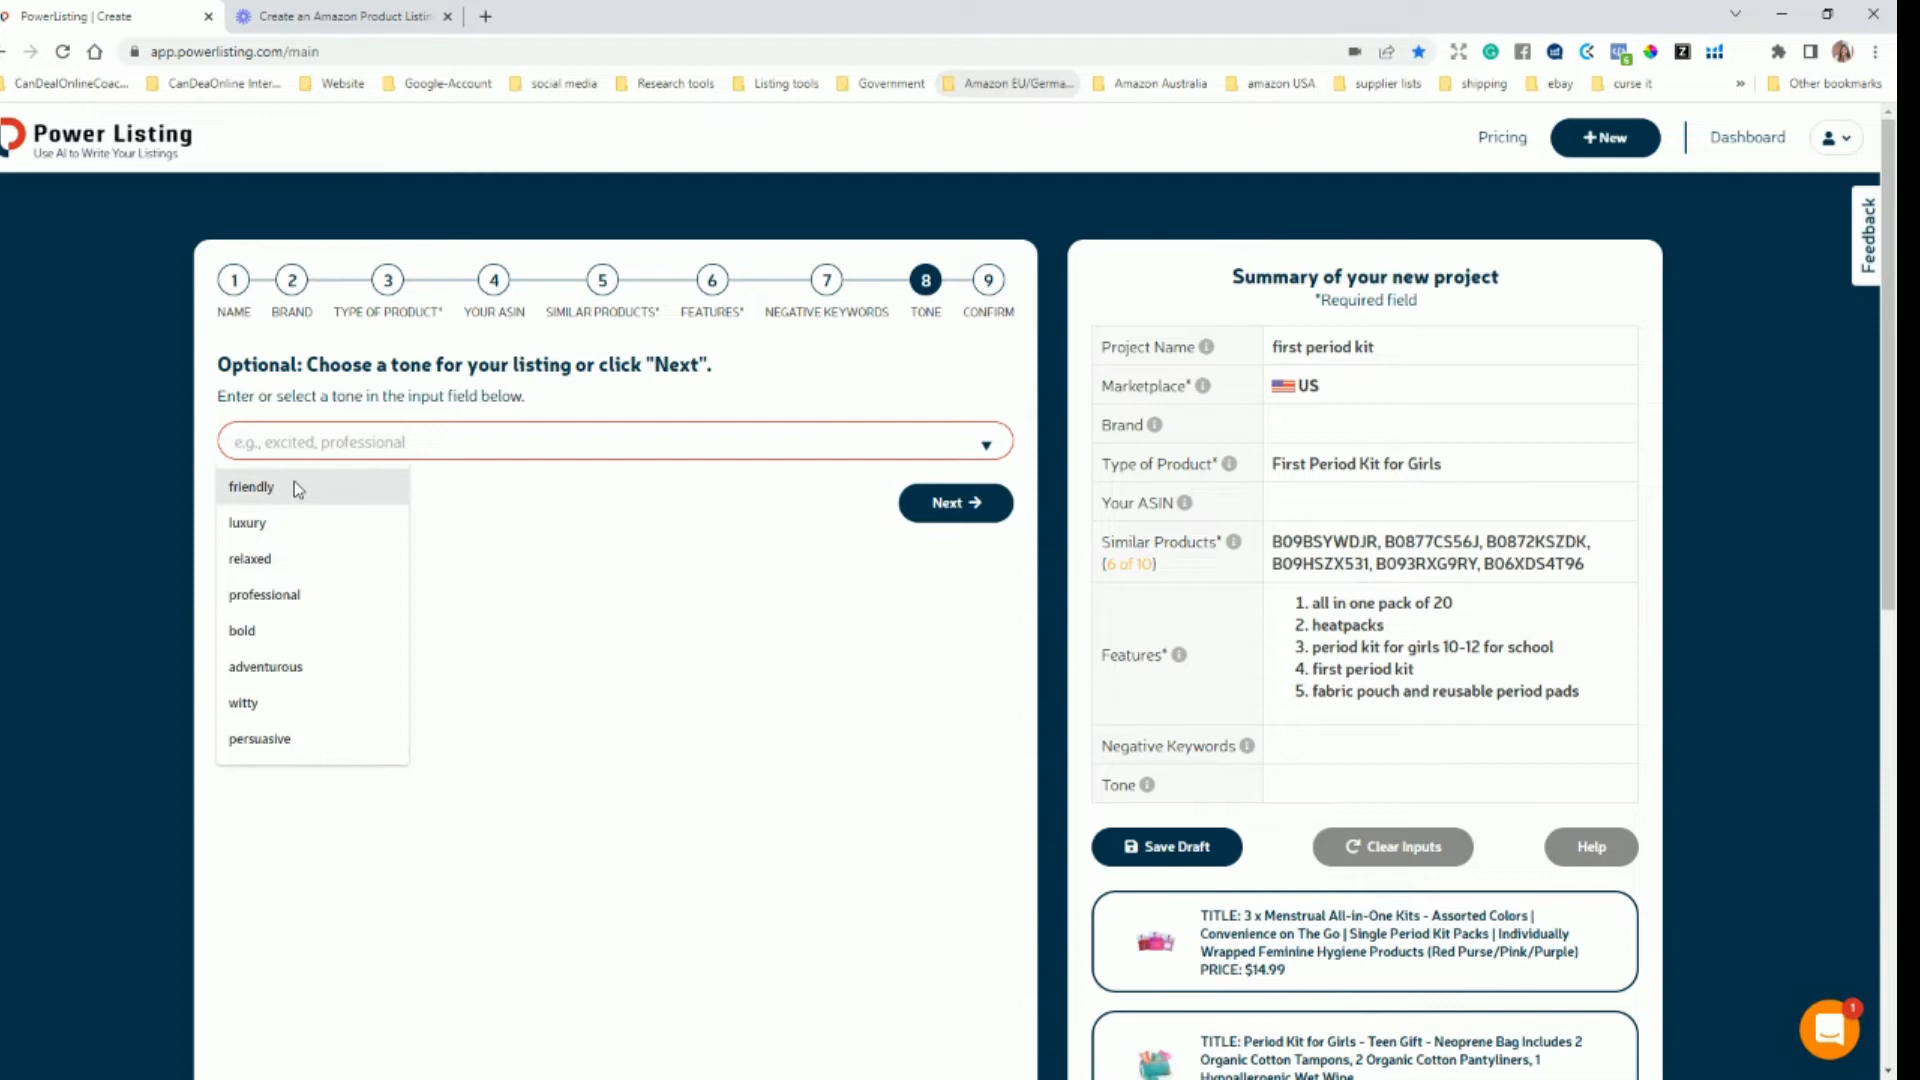 PowerListing | Create
Create an Amazon Product Listin
app.powerlisting.com/main
CanDealOnlineCoac...
CanDeaOnline Inter...
Website
Google-Account
social media
Research tools
Listing tools
Government
Amazon EU/Germa...
Amazon Australia
amazon USA
supplier lists
shipping
ebay
curse it
»
Other bookmarks
Power Listing
Use AI to Write Your Listings
Pricing
+ New
Dashboard
Feedback
1 2 3 4 5 6 7 8 9
NAME BRAND TYPE OF PRODUCT* YOUR ASIN SIMILAR PRODUCTS* FEATURES* NEGATIVE KEYWORDS TONE CONFIRM
Optional: Choose a tone for your listing or click "Next".
Enter or select a tone in the input field below.
e.g., excited, professional
friendly
luxury
relaxed
professional
bold
adventurous
witty
persuasive
Next →
Summary of your new project
*Required field
Project Name first period kit
Marketplace* US
Brand
Type of Product* First Period Kit for Girls
Your ASIN
Similar Products* B09BSYWDJR, B0877CS56J, B0872KSZDK,
(6 of 10) B09HSZX531, B093RXG9RY, B06XDS4T96
Features*
1. all in one pack of 20
2. heatpacks
3. period kit for girls 10-12 for school
4. first period kit
5. fabric pouch and reusable period pads
Negative Keywords
Tone
Save Draft
Clear Inputs
Help
TITLE: 3 x Menstrual All-in-One Kits - Assorted Colors |
Convenience on The Go | Single Period Kit Packs | Individually
Wrapped Feminine Hygiene Products (Red Purse/Pink/Purple)
PRICE: $14.99
TITLE: Period Kit for Girls - Teen Gift - Neoprene Bag Includes 2
Organic Cotton Tampons, 2 Organic Cotton Pantyliners, 1
Hypoallergenic Wet Wipe
1